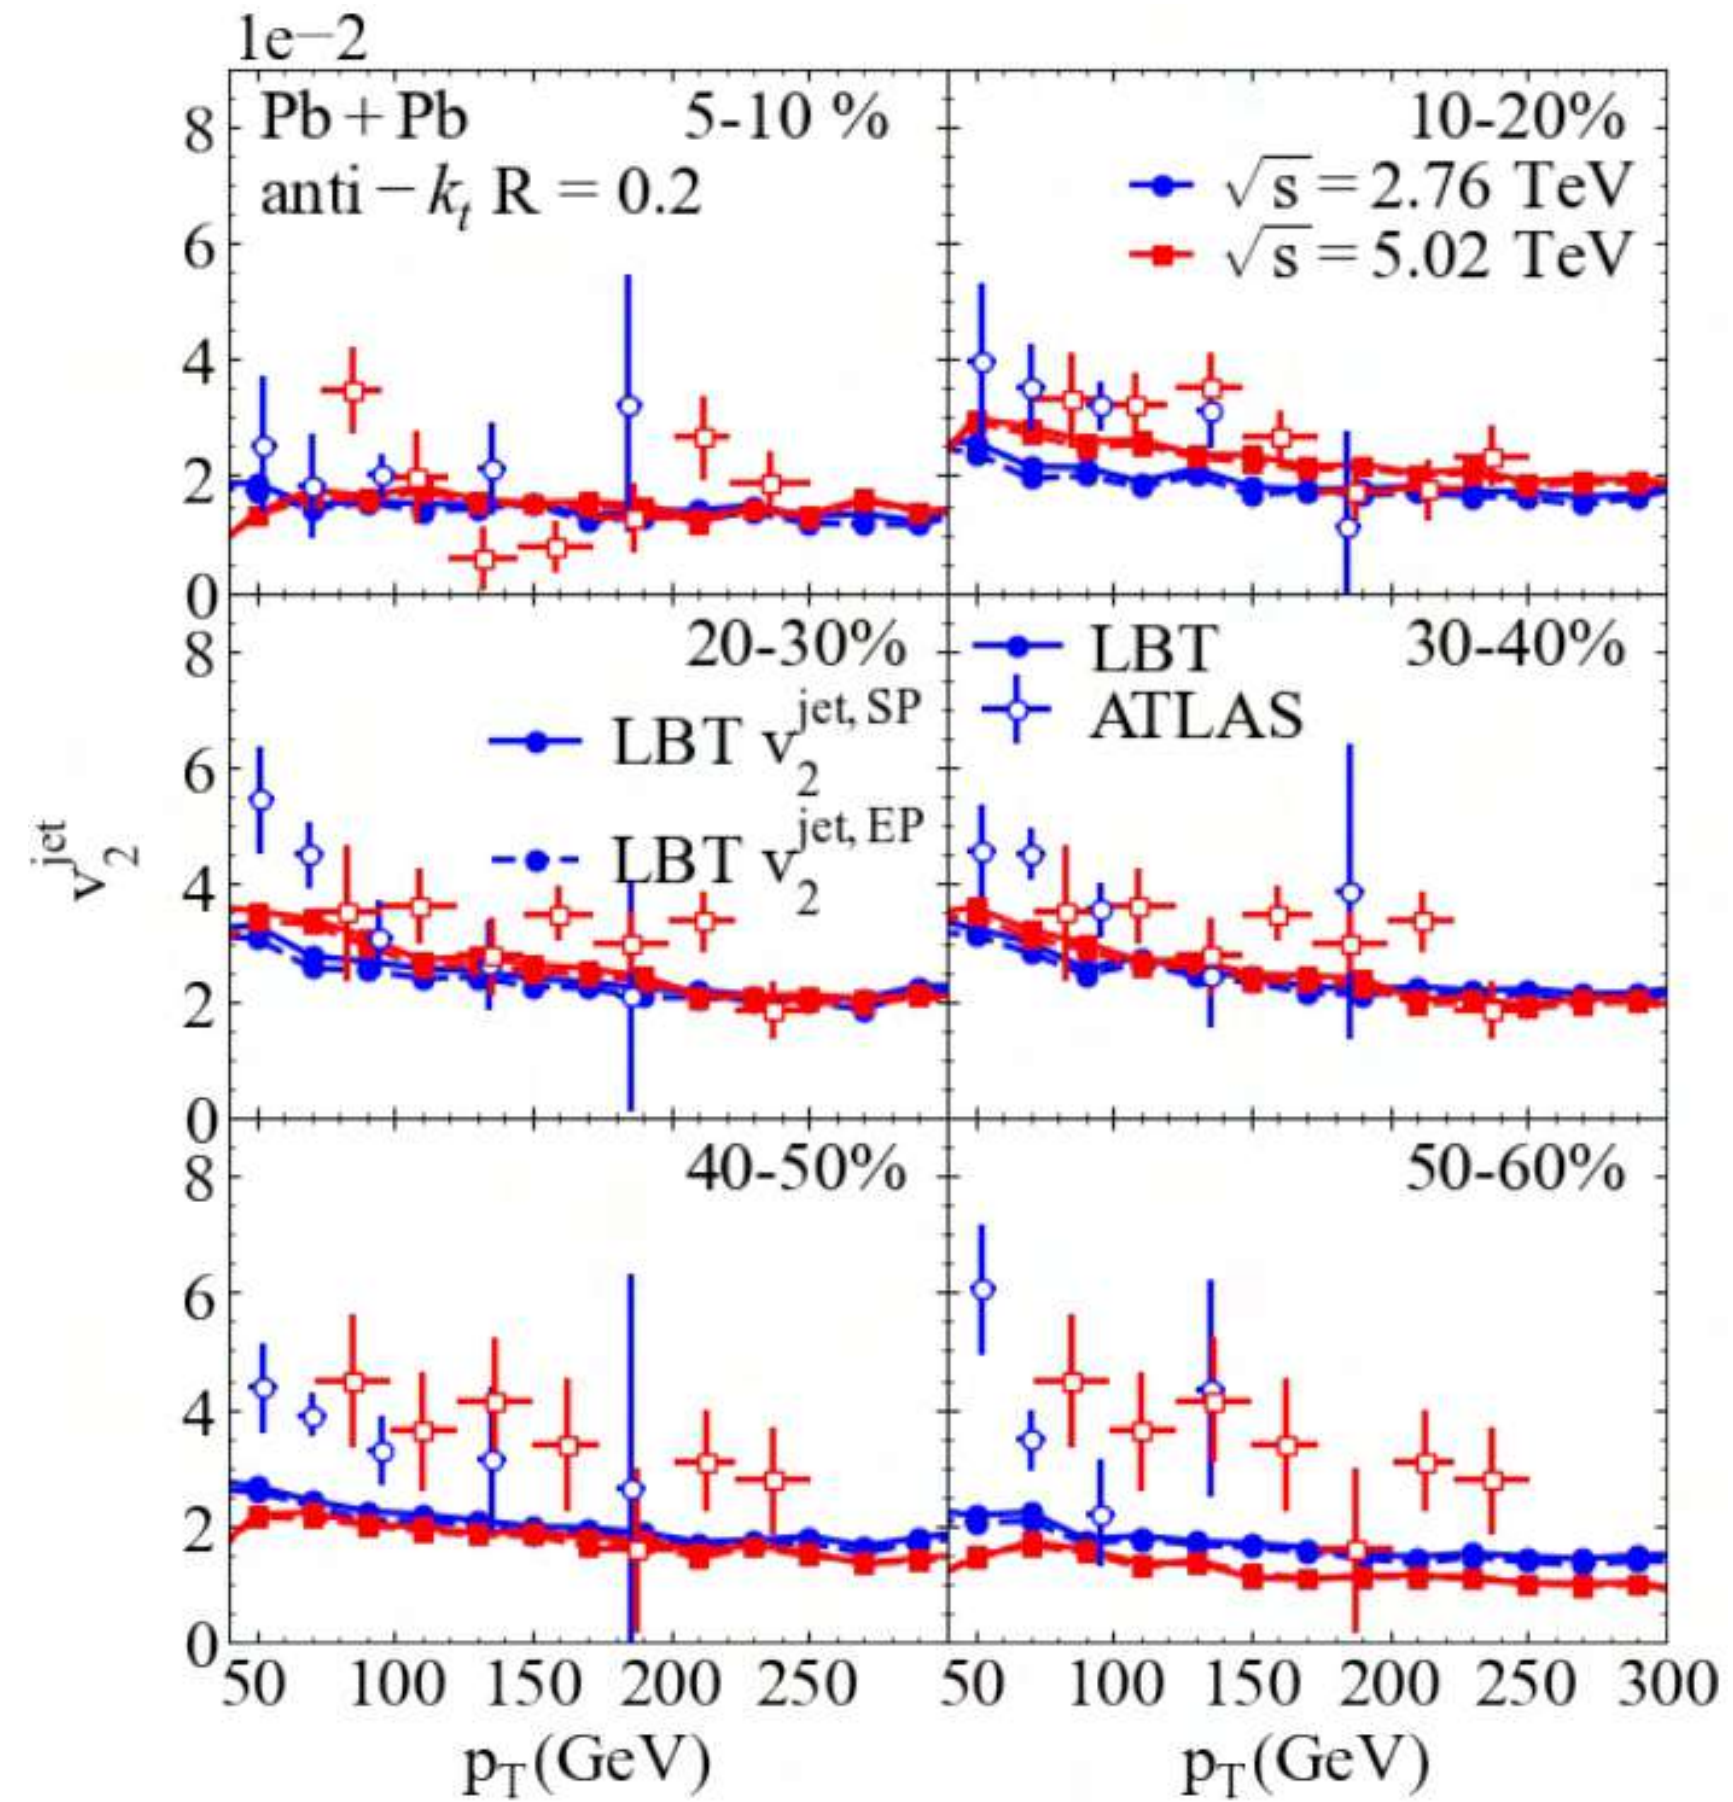 1e−2
Pb+Pb 5-10 %
anti−kt R = 0.2
10-20%
√s = 2.76 TeV
√s = 5.02 TeV
8
6
4
2
0
20-30%
LBT v2^jet, SP
LBT v2^jet, EP
30-40%
LBT
ATLAS
8
6
4
2
0
v2^jet
40-50%
50-60%
8
6
4
2
0
50 100 150 200 250
50 100 150 200 250 300
pT(GeV)
pT(GeV)